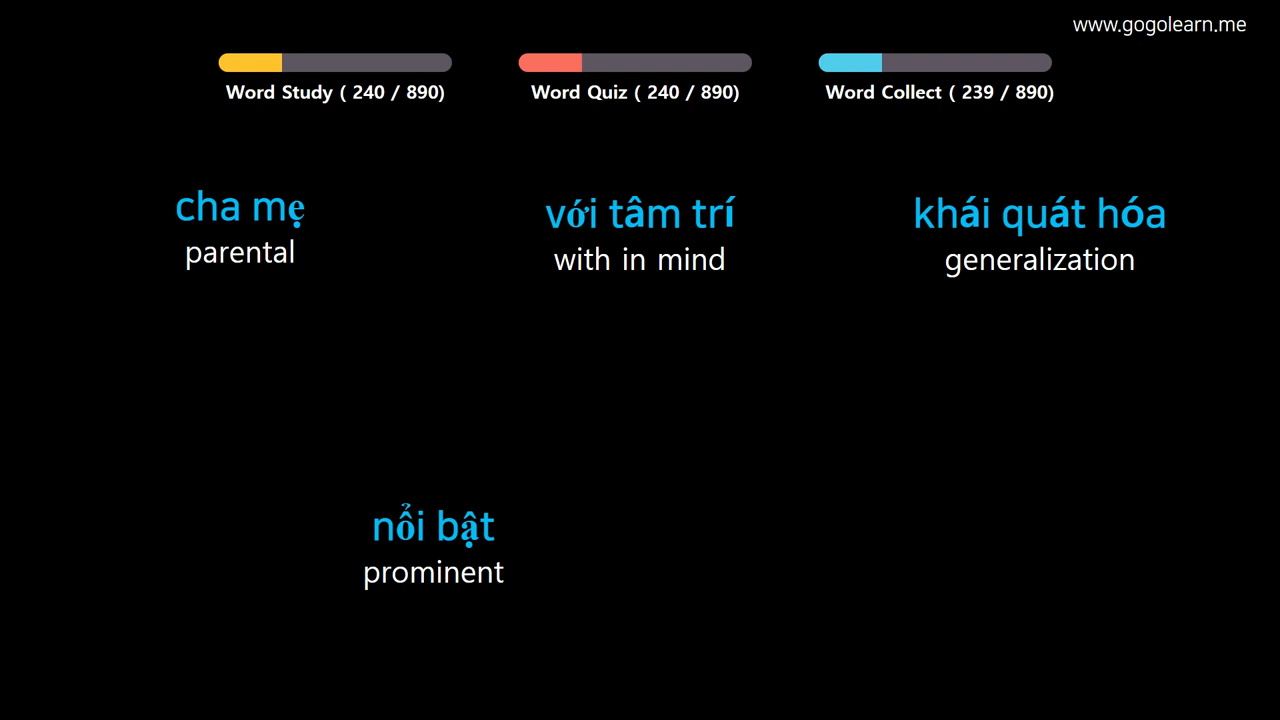 www.gogolearn.me
Word Study ( 240 / 890)
Word Quiz ( 240 / 890)
Word Collect ( 239 / 890)
cha mẹ
parental
với tâm trí
with in mind
khái quát hóa
generalization
nổi bật
prominent